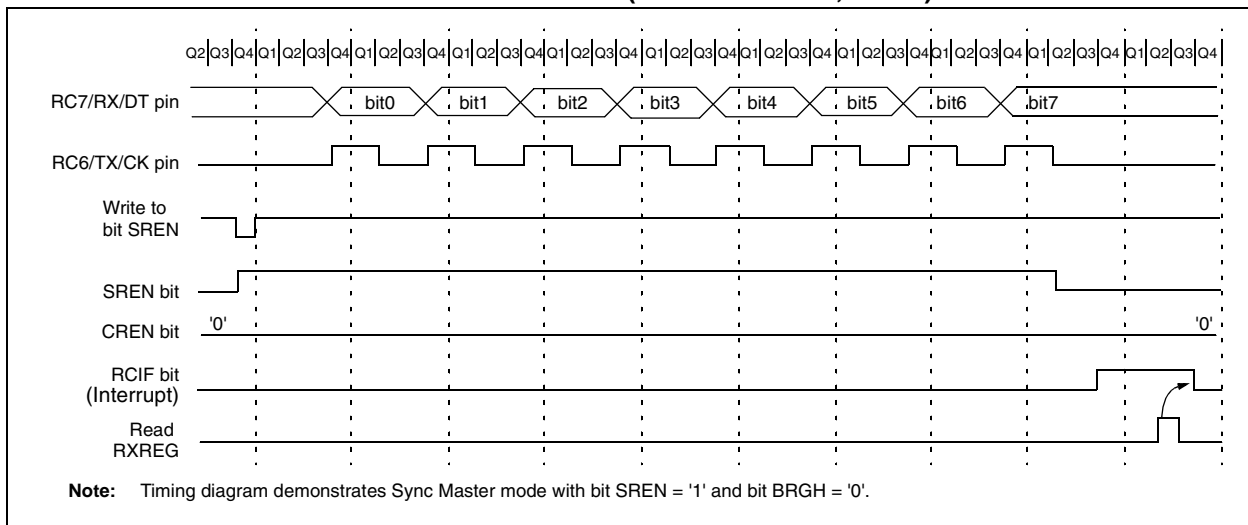 Q2 Q3 Q4 Q1 Q2 Q3 Q4 Q1 Q2 Q3 Q4 Q1 Q2 Q3 Q4 Q1 Q2 Q3 Q4 Q1 Q2 Q3 Q4 Q1 Q2 Q3 Q4 Q1 Q2 Q3 Q4 Q1 Q2 Q3 Q4 Q1 Q2 Q3 Q4 Q1 Q2 Q3 Q4
RC7/RX/DT pin bit0 bit1 bit2 bit3 bit4 bit5 bit6 bit7
RC6/TX/CK pin
Write to
bit SREN
SREN bit
CREN bit '0' '0'
RCIF bit
(Interrupt)
Read
RXREG
Note: Timing diagram demonstrates Sync Master mode with bit SREN = '1' and bit BRGH = '0'.